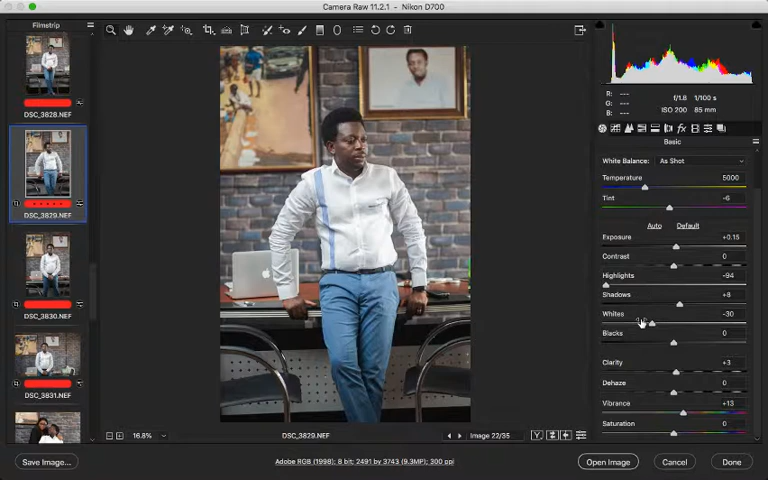 Camera Raw 11.2.1 - Nikon D700
Filmstrip
DSC_3828.NEF
DSC_3829.NEF
DSC_3830.NEF
DSC_3831.NEF
R: ---
G: ---
B: ---
f/1.8 1/100 s
ISO 200 85 mm
Basic
White Balance: As Shot
Temperature 5000
Tint -6
Auto Default
Exposure +0.15
Contrast 0
Highlights -94
Shadows +8
Whites -30
Blacks 0
Clarity +3
Dehaze 0
Vibrance +13
Saturation 0
16.8% DSC_3829.NEF Image 22/35
Y
Save Image... Adobe RGB (1998); 8 bit; 2491 by 3743 (9.3MP); 300 ppi Open Image Cancel Done